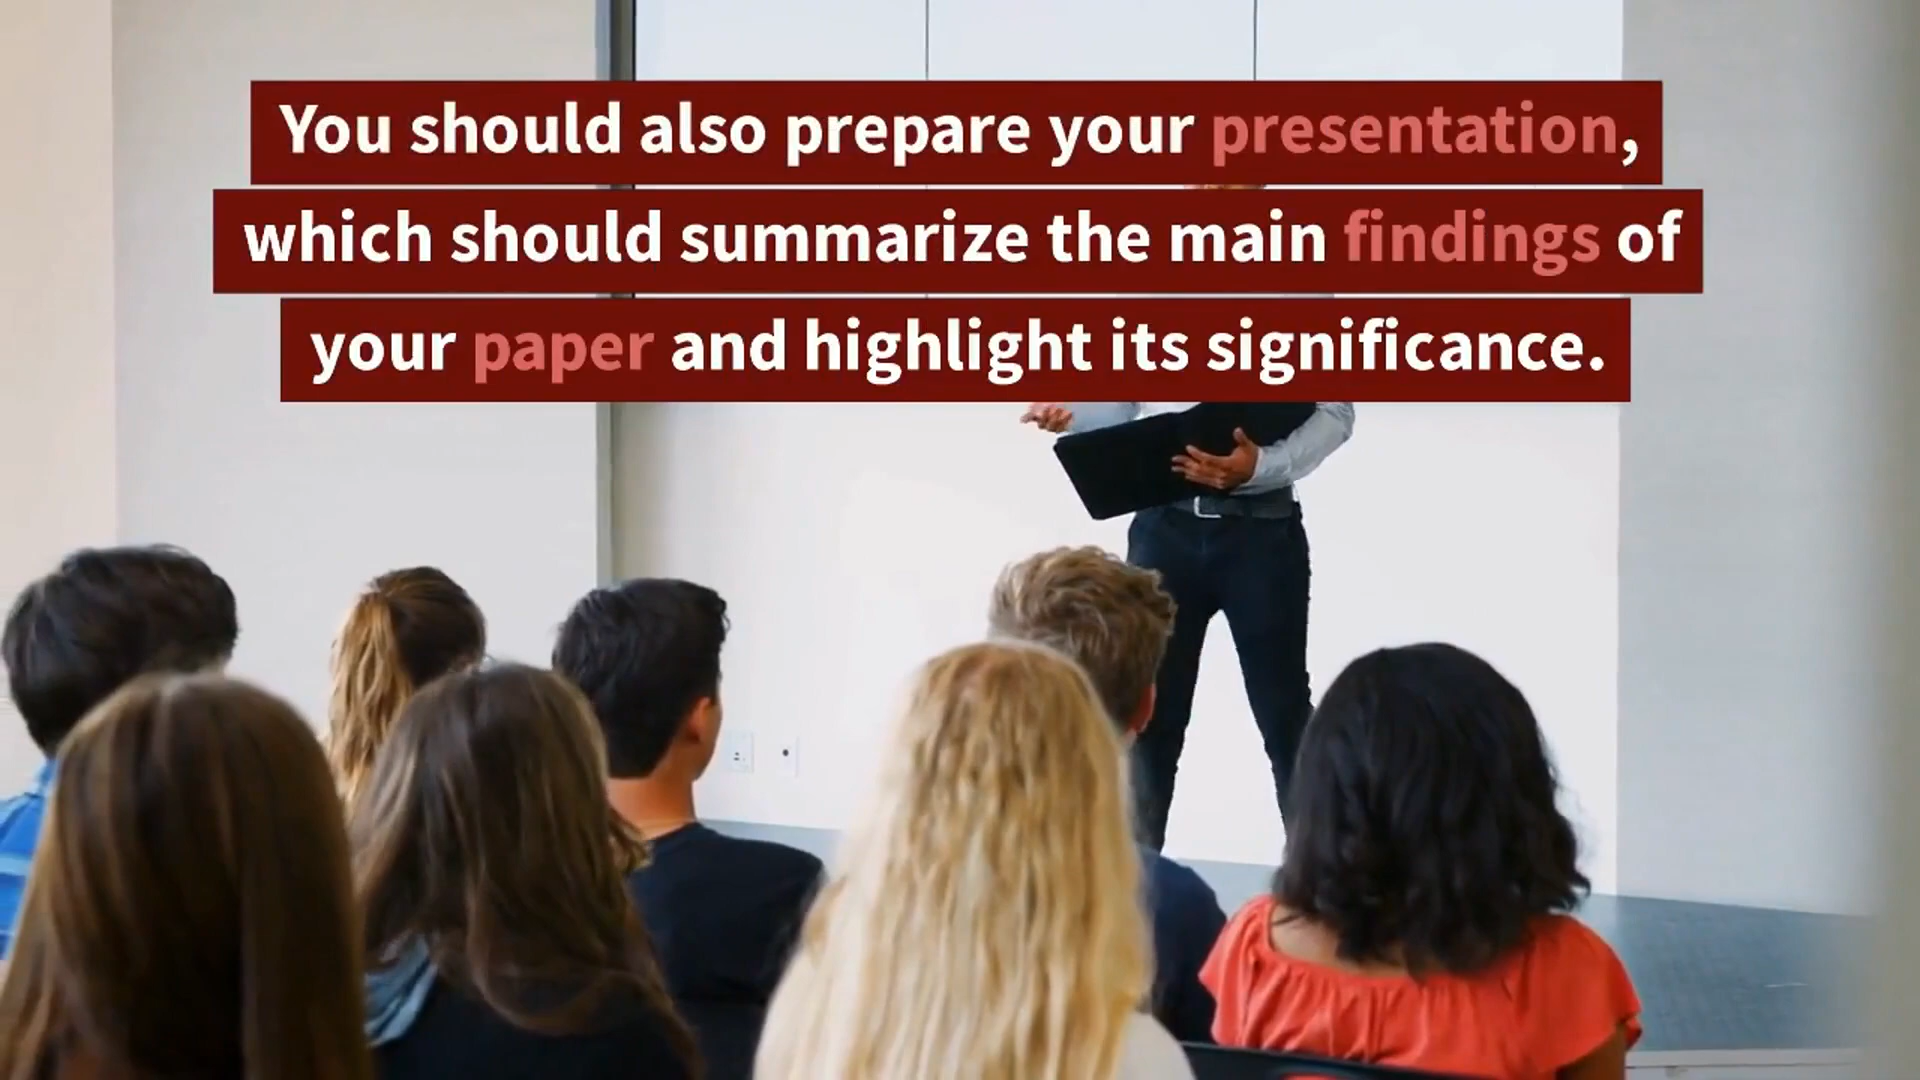 You should also prepare your presentation,
which should summarize the main findings of
your paper and highlight its significance.